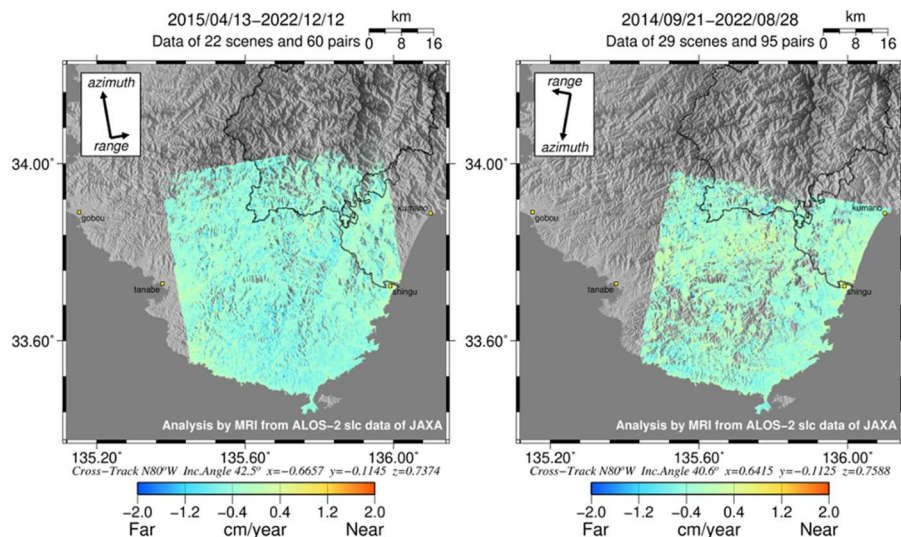 2015/04/13−2022/12/12
km
Data of 22 scenes and 60 pairs
0 8 16
azimuth
range
34.00°
33.60°
gobou
kumano
tanabe
shingu
Analysis by MRI from ALOS−2 slc data of JAXA
135.20° 135.60° 136.00°
Cross−Track N80°W Inc.Angle 42.5° x=−0.6657 y=−0.1145 z=0.7374
−2.0 −1.2 −0.4 0.4 1.2 2.0
Far cm/year Near
2014/09/21−2022/08/28
km
Data of 29 scenes and 95 pairs
0 8 16
range
azimuth
34.00°
33.60°
gobou
kumano
tanabe
shingu
Analysis by MRI from ALOS−2 slc data of JAXA
135.20° 135.60° 136.00°
Cross−Track N80°W Inc.Angle 40.6° x=0.6415 y=−0.1125 z=0.7588
−2.0 −1.2 −0.4 0.4 1.2 2.0
Far cm/year Near